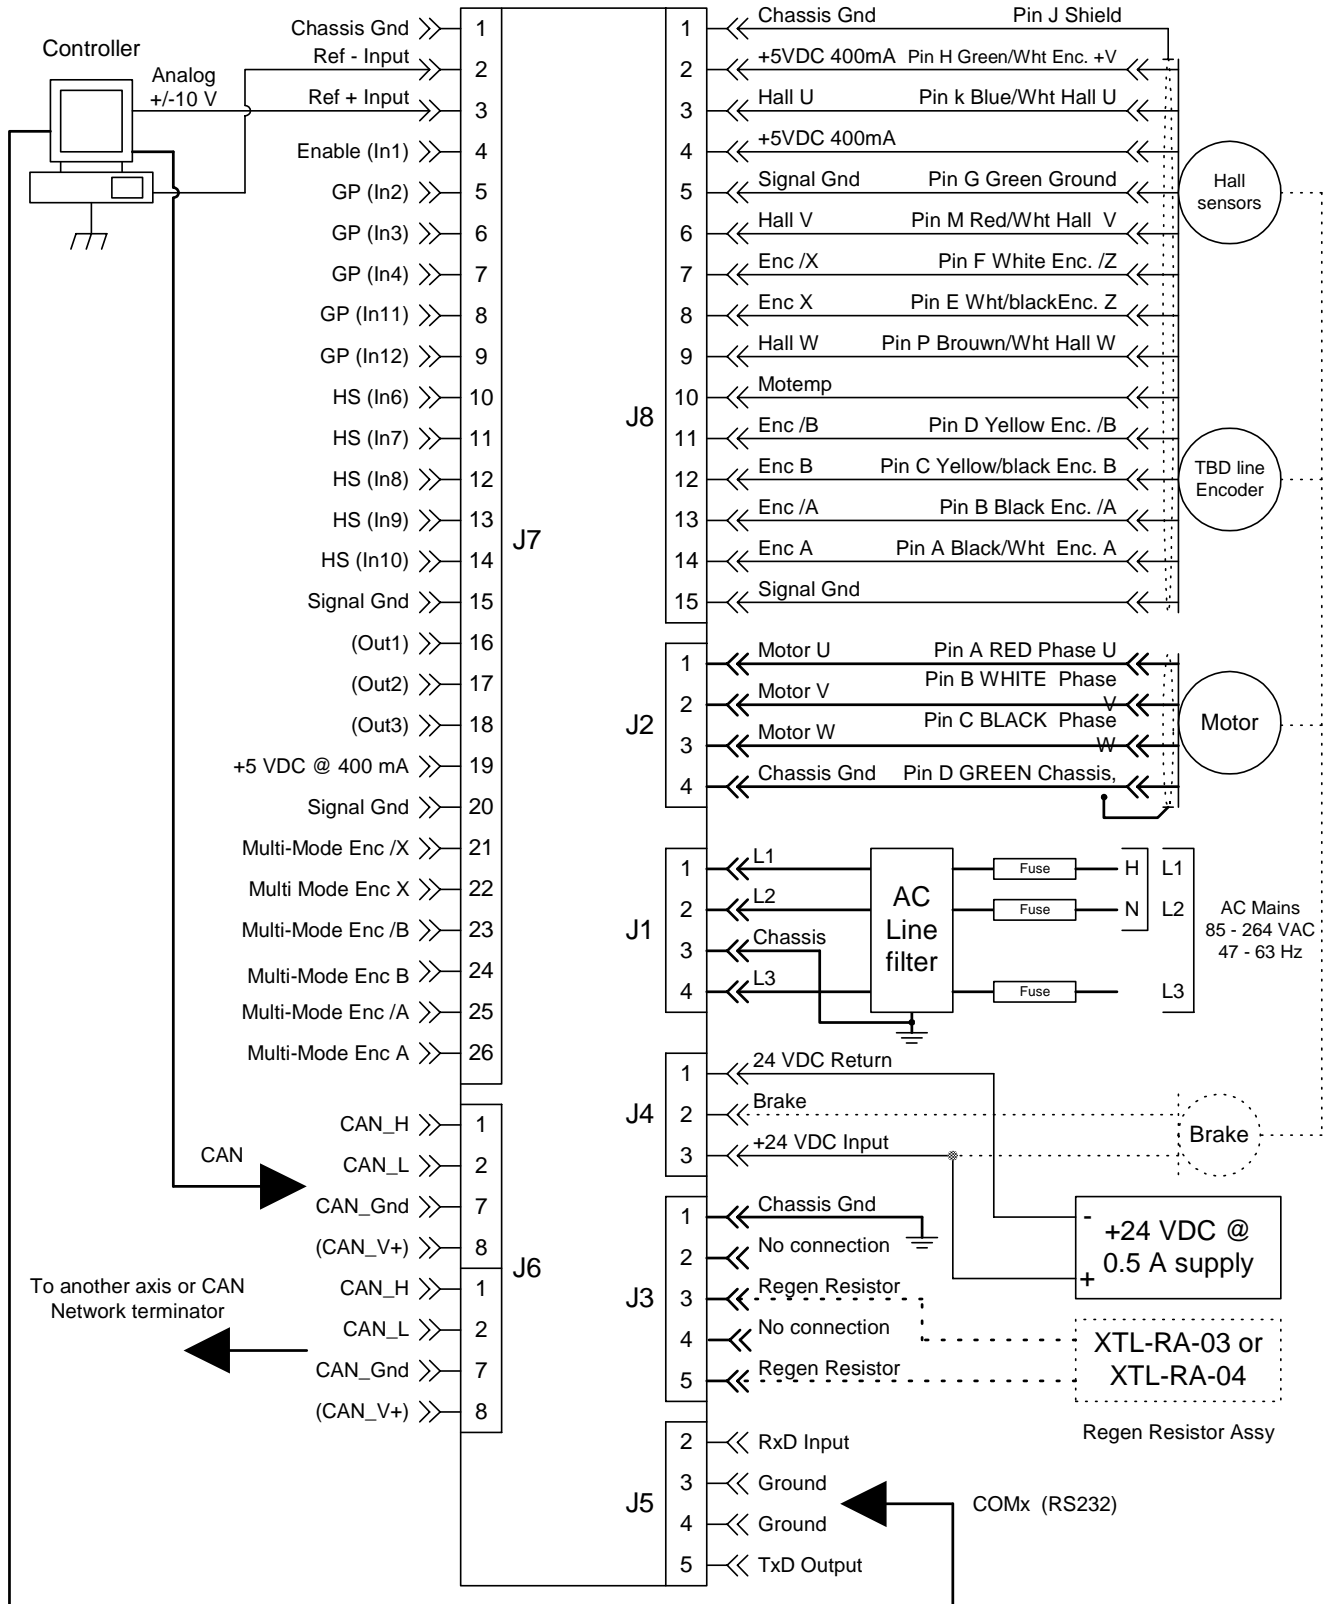 Controller
Analog
+/-10 V
Chassis Gnd 1
Ref - Input 2
Ref + Input 3
Enable (In1) 4
GP (In2) 5
GP (In3) 6
GP (In4) 7
GP (In11) 8
GP (In12) 9
HS (In6) 10
HS (In7) 11
HS (In8) 12
HS (In9) 13
HS (In10) 14
Signal Gnd 15
(Out1) 16
(Out2) 17
(Out3) 18
+5 VDC @ 400 mA 19
Signal Gnd 20
Multi-Mode Enc /X 21
Multi Mode Enc X 22
Multi-Mode Enc /B 23
Multi-Mode Enc B 24
Multi-Mode Enc /A 25
Multi-Mode Enc A 26
J7
CAN
CAN_H 1
CAN_L 2
CAN_Gnd 7
(CAN_V+) 8
J6
To another axis or CAN
Network terminator
CAN_H 1
CAN_L 2
CAN_Gnd 7
(CAN_V+) 8
J8
1 Chassis Gnd Pin J Shield
2 +5VDC 400mA Pin H Green/Wht Enc. +V
3 Hall U Pin k Blue/Wht Hall U
4 +5VDC 400mA
5 Signal Gnd Pin G Green Ground
6 Hall V Pin M Red/Wht Hall V
7 Enc /X Pin F White Enc. /Z
8 Enc X Pin E Wht/blackEnc. Z
9 Hall W Pin P Brouwn/Wht Hall W
10 Motemp
11 Enc /B Pin D Yellow Enc. /B
12 Enc B Pin C Yellow/black Enc. B
13 Enc /A Pin B Black Enc. /A
14 Enc A Pin A Black/Wht Enc. A
15 Signal Gnd
Hall
sensors
TBD line
Encoder
J2
1 Motor U Pin A RED Phase U
2 Motor V Pin B WHITE Phase
V
3 Motor W Pin C BLACK Phase
W
4 Chassis Gnd Pin D GREEN Chassis,
Motor
J1
1 L1 Fuse H L1
2 L2 Fuse N L2
3 Chassis
4 L3 Fuse L3
AC
Line
filter
AC Mains
85 - 264 VAC
47 - 63 Hz
J4
1 24 VDC Return
2 Brake
3 +24 VDC Input
Brake
-
+
+24 VDC @
0.5 A supply
J3
1 Chassis Gnd
2 No connection
3 Regen Resistor
4 No connection
5 Regen Resistor
XTL-RA-03 or
XTL-RA-04
Regen Resistor Assy
J5
2 RxD Input
3 Ground
4 Ground
5 TxD Output
COMx (RS232)